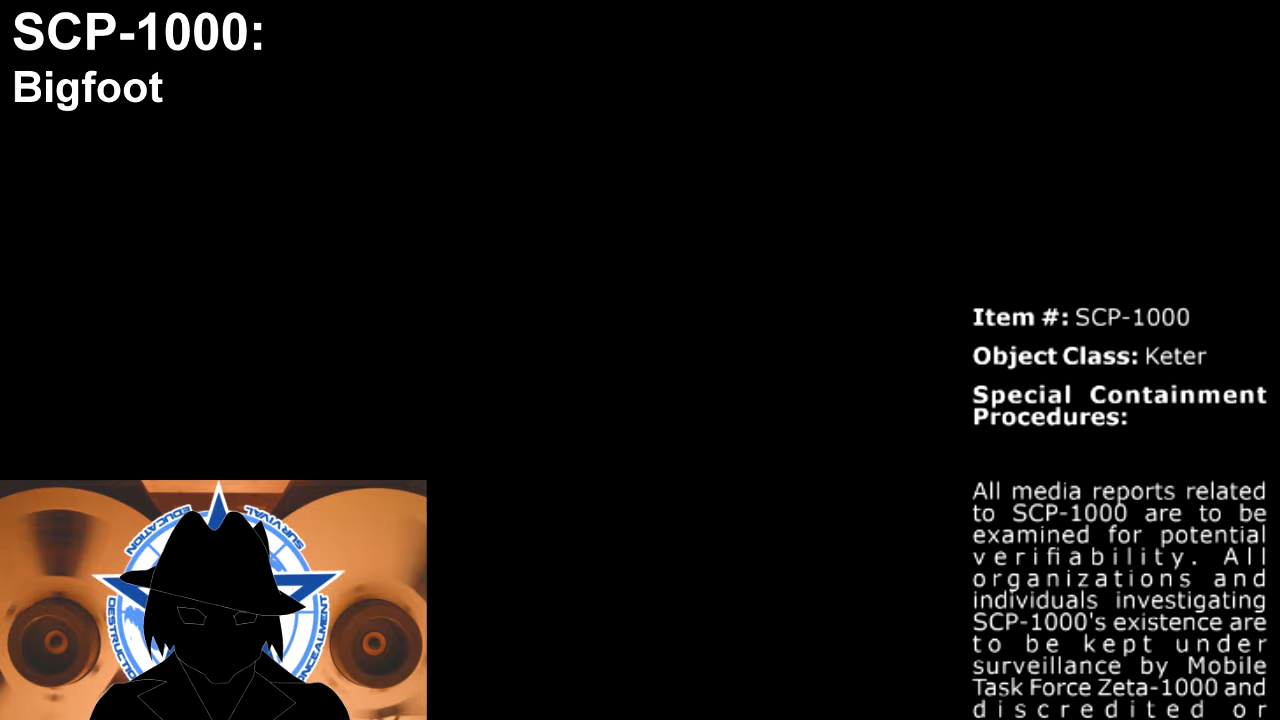 SCP-1000:
Bigfoot
Item #: SCP-1000
Object Class: Keter
Special Containment
Procedures:
All media reports related
to SCP-1000 are to be
examined for potential
verifiability. All
organizations and
individuals investigating
SCP-1000's existence are
to be kept under
surveillance by Mobile
Task Force Zeta-1000 and
discredited or
EDUCATION
SURVIVAL